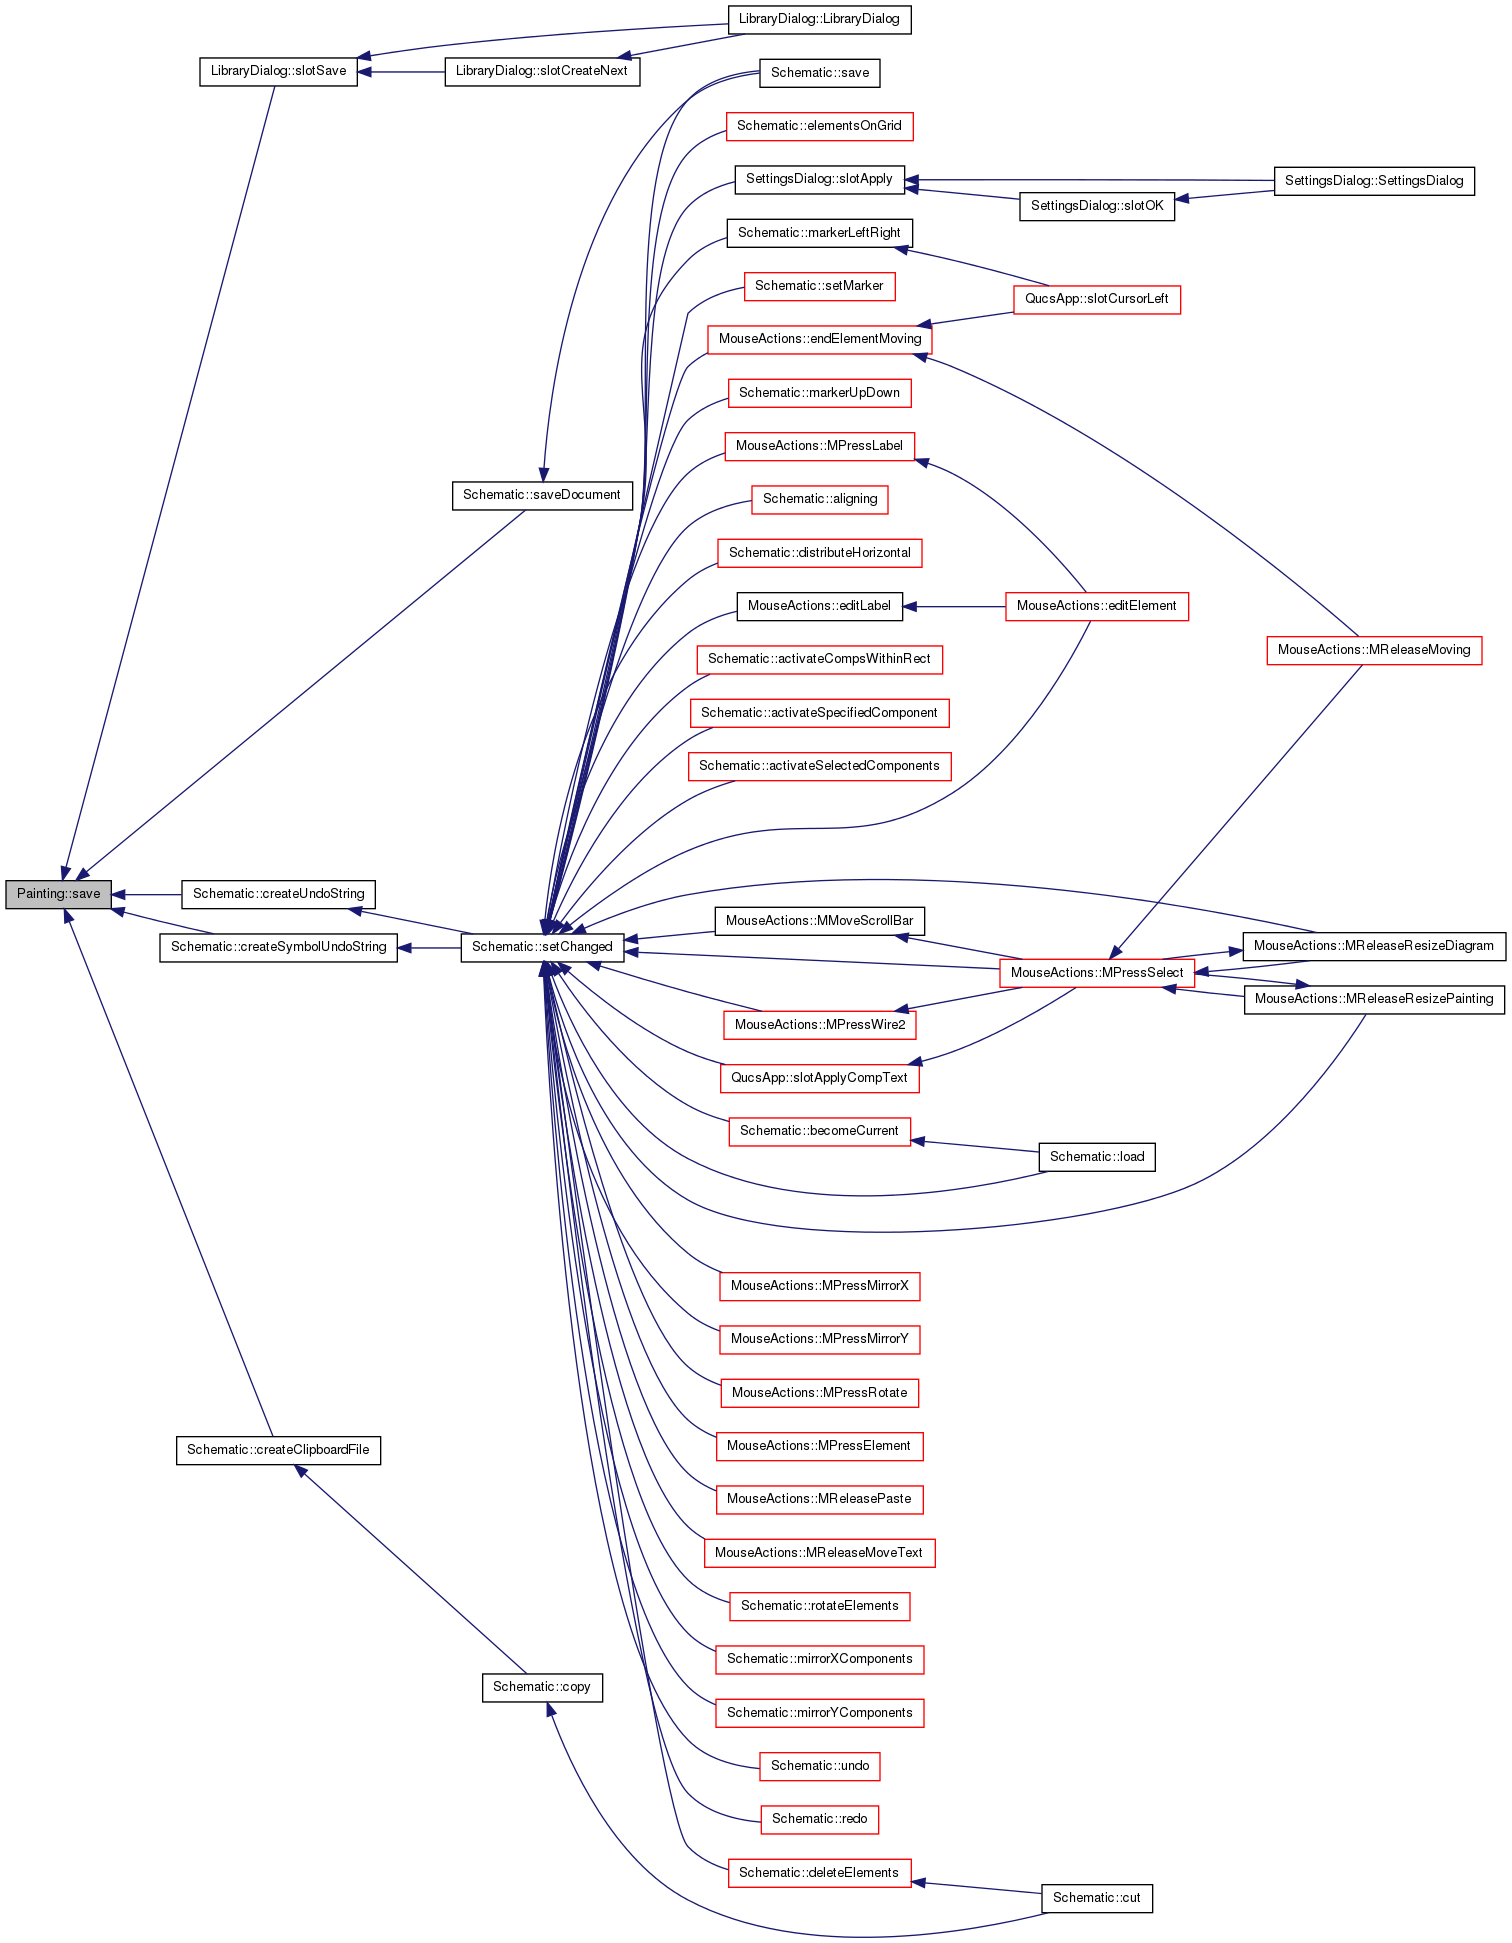 LibraryDialog::LibraryDialog
LibraryDialog::slotSave
LibraryDialog::slotCreateNext
Schematic::save
Schematic::elementsOnGrid
SettingsDialog::slotApply
SettingsDialog::SettingsDialog
SettingsDialog::slotOK
Schematic::markerLeftRight
Schematic::setMarker
QucsApp::slotCursorLeft
MouseActions::endElementMoving
Schematic::markerUpDown
MouseActions::MPressLabel
Schematic::saveDocument
Schematic::aligning
Schematic::distributeHorizontal
MouseActions::editLabel
MouseActions::editElement
MouseActions::MReleaseMoving
Schematic::activateCompsWithinRect
Schematic::activateSpecifiedComponent
Schematic::activateSelectedComponents
Painting::save
Schematic::createUndoString
Schematic::createSymbolUndoString
Schematic::setChanged
MouseActions::MMoveScrollBar
MouseActions::MReleaseResizeDiagram
MouseActions::MPressSelect
MouseActions::MReleaseResizePainting
MouseActions::MPressWire2
QucsApp::slotApplyCompText
Schematic::becomeCurrent
Schematic::load
MouseActions::MPressMirrorX
MouseActions::MPressMirrorY
MouseActions::MPressRotate
MouseActions::MPressElement
Schematic::createClipboardFile
MouseActions::MReleasePaste
MouseActions::MReleaseMoveText
Schematic::rotateElements
Schematic::mirrorXComponents
Schematic::copy
Schematic::mirrorYComponents
Schematic::undo
Schematic::redo
Schematic::deleteElements
Schematic::cut